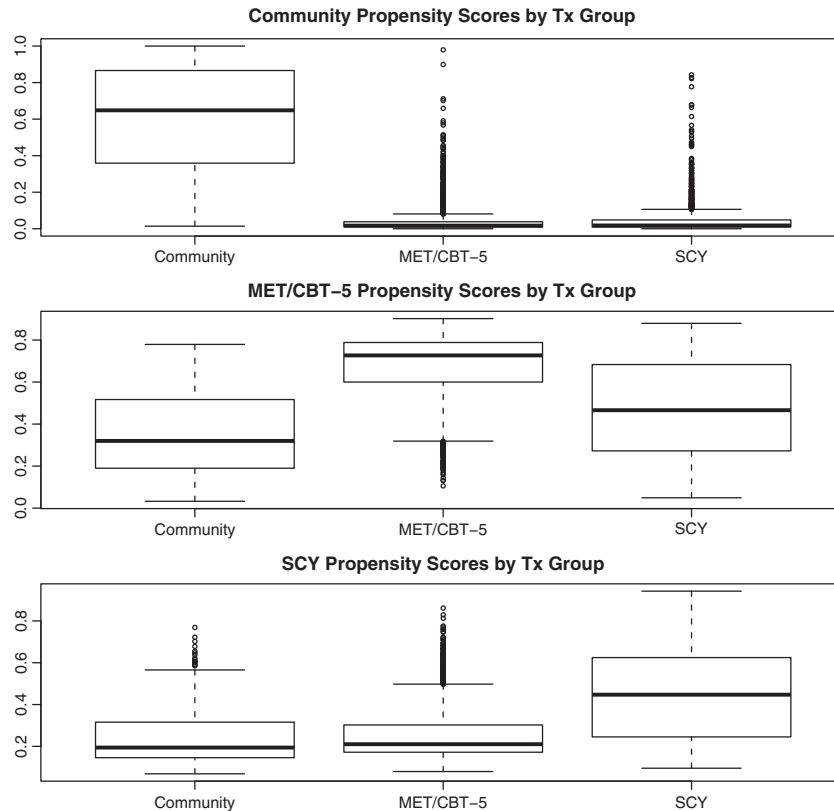 Community Propensity Scores by Tx Group
1.0
0.8
0.6
0.4
0.2
0.0
Community MET/CBT−5 SCY
MET/CBT−5 Propensity Scores by Tx Group
0.8
0.6
0.4
0.2
0.0
Community MET/CBT−5 SCY
SCY Propensity Scores by Tx Group
0.8
0.6
0.4
0.2
Community MET/CBT−5 SCY